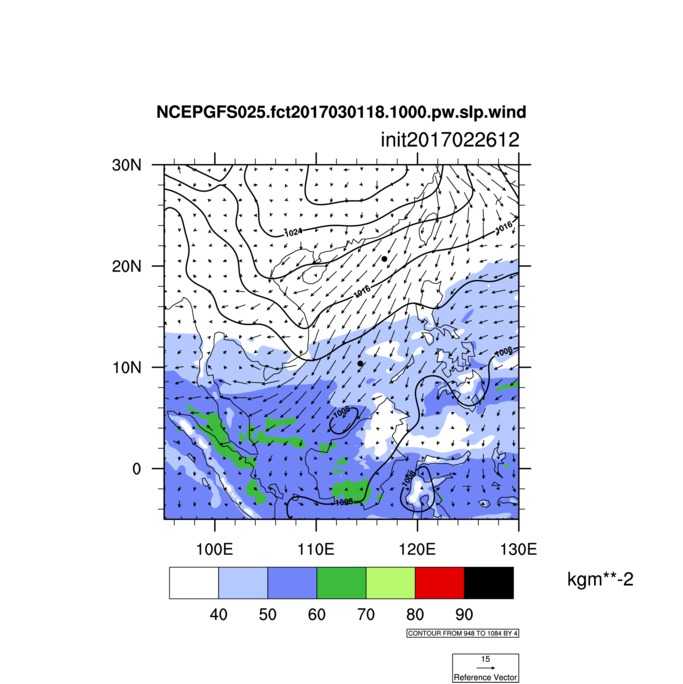 NCEPGFS025.fct2017030118.1000.pw.slp.wind
init2017022612
30N
1024
1016
20N
1016
10N
1008
1008
0
1008
1008
100E 110E 120E 130E
kgm**-2
40 50 60 70 80 90
CONTOUR FROM 948 TO 1084 BY 4
15
Reference Vector